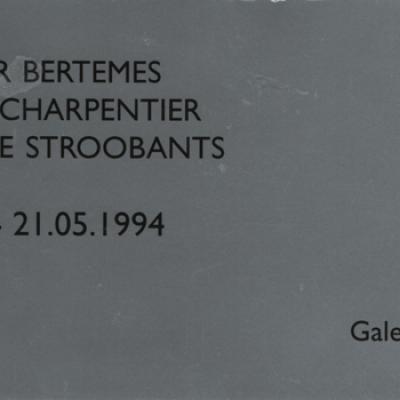 R BERTEMES
CHARPENTIER
E STROOBANTS
- 21.05.1994
Gale